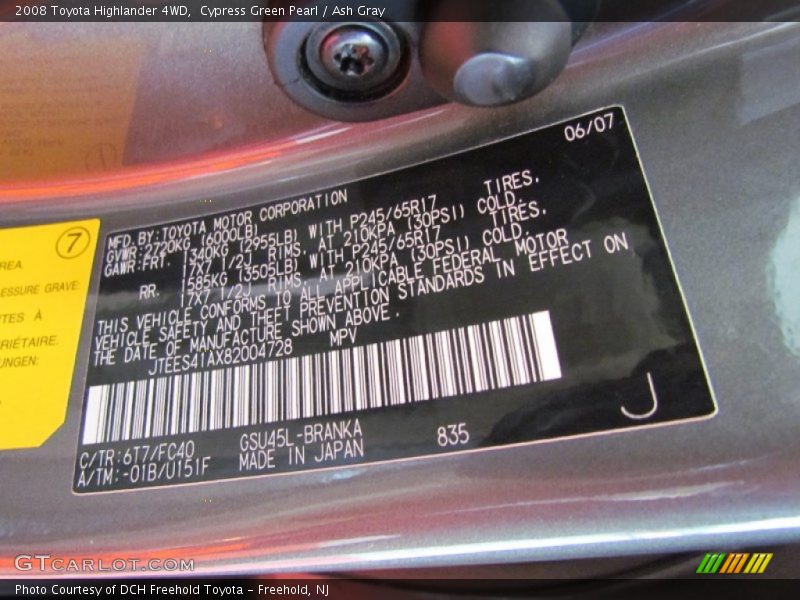 2008 Toyota Highlander 4WD,  Cypress Green Pearl / Ash Gray
06/07
MFD. BY: TOYOTA MOTOR CORPORATION
GVWR: 2720KG (6000LB)
GAWR: FRT 1340KG (2955LB) WITH P245/65R17 TIRES,
17X7 1/2J RIMS, AT 210KPA (30PSI) COLD.
RR 1585KG (3505LB) WITH P245/65R17 TIRES,
17X7 1/2J RIMS, AT 210KPA (30PSI) COLD.
THIS VEHICLE CONFORMS TO ALL APPLICABLE FEDERAL MOTOR
VEHICLE SAFETY AND THEFT PREVENTION STANDARDS IN EFFECT ON
THE DATE OF MANUFACTURE SHOWN ABOVE.
JTEES41AX82004728 MPV
C/TR: 6T7/FC40 GSU45L-BRANKA 835 J
A/TM: -01B/U151F MADE IN JAPAN
7
REA.
ESSURE GRAVE
TES À
RIÉTAIRE.
UNGEN:
GTCARLOT.COM
Photo Courtesy of DCH Freehold Toyota - Freehold, NJ